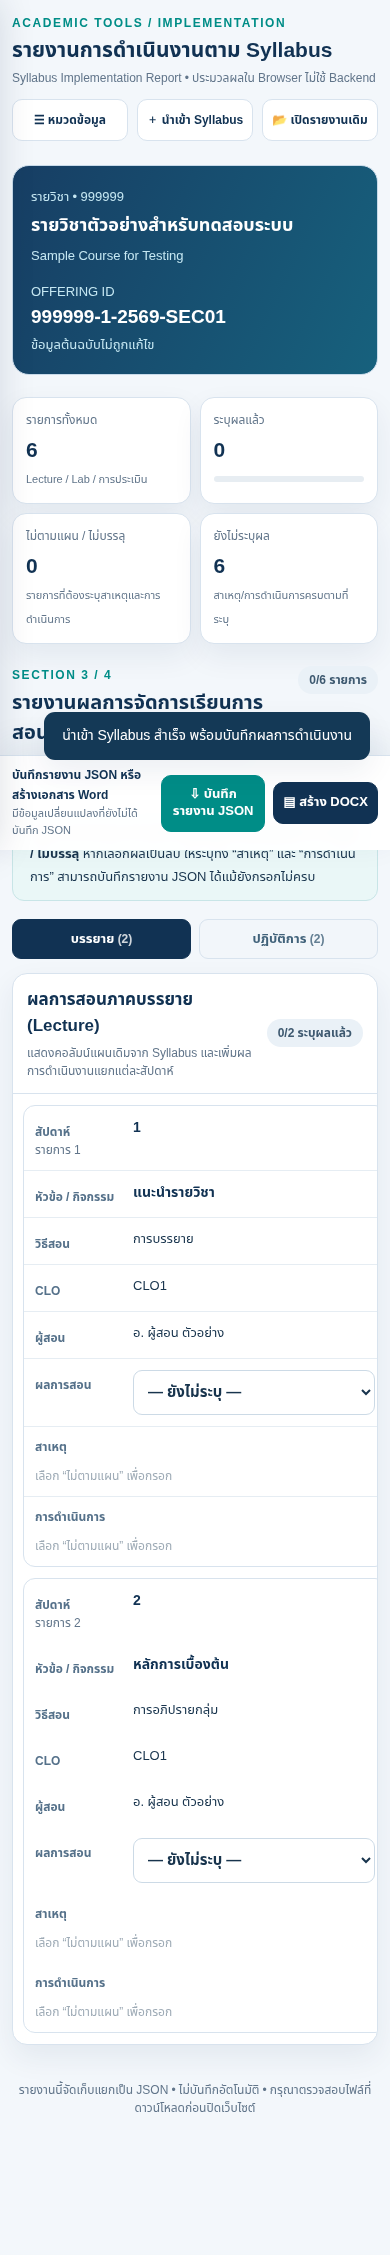 ACADEMIC TOOLS / IMPLEMENTATION
รายงานการดำเนินงานตาม Syllabus
Syllabus Implementation Report • ประมวลผลใน Browser ไม่ใช้ Backend
☰ หมวดข้อมูล
＋ นำเข้า Syllabus
📂 เปิดรายงานเดิม
รายวิชา • 999999
รายวิชาตัวอย่างสำหรับทดสอบระบบ
Sample Course for Testing
OFFERING ID
999999-1-2569-SEC01
ข้อมูลต้นฉบับไม่ถูกแก้ไข
รายการทั้งหมด
6
Lecture / Lab / การประเมิน
ระบุผลแล้ว
0
ไม่ตามแผน / ไม่บรรลุ
0
รายการที่ต้องระบุสาเหตุและการ
ดำเนินการ
ยังไม่ระบุผล
6
สาเหตุ/การดำเนินการครบตามที่
ระบุ
SECTION 3 / 4
0/6 รายการ
รายงานผลการจัดการเรียนการ
สอน
นำเข้า Syllabus สำเร็จ พร้อมบันทึกผลการดำเนินงาน
บันทึกรายงาน JSON หรือ
สร้างเอกสาร Word
มีข้อมูลเปลี่ยนแปลงที่ยังไม่ได้
บันทึก JSON
⇩ บันทึก
รายงาน JSON
▤ สร้าง DOCX
/ ไม่บรรลุ หากเลือกผลเป็นลบ ให้ระบุทั้ง “สาเหตุ” และ “การดำเนิน
การ” สามารถบันทึกรายงาน JSON ได้แม้ยังกรอกไม่ครบ
บรรยาย (2)
ปฏิบัติการ (2)
ผลการสอนภาคบรรยาย
(Lecture)
แสดงคอลัมน์แผนเดิมจาก Syllabus และเพิ่มผล
การดำเนินงานแยกแต่ละสัปดาห์
0/2 ระบุผลแล้ว
สัปดาห์
รายการ 1
1
หัวข้อ / กิจกรรม
แนะนำรายวิชา
วิธีสอน
การบรรยาย
CLO
CLO1
ผู้สอน
อ. ผู้สอน ตัวอย่าง
ผลการสอน
— ยังไม่ระบุ —
สาเหตุ
เลือก “ไม่ตามแผน” เพื่อกรอก
การดำเนินการ
เลือก “ไม่ตามแผน” เพื่อกรอก
สัปดาห์
รายการ 2
2
หัวข้อ / กิจกรรม
หลักการเบื้องต้น
วิธีสอน
การอภิปรายกลุ่ม
CLO
CLO1
ผู้สอน
อ. ผู้สอน ตัวอย่าง
ผลการสอน
— ยังไม่ระบุ —
สาเหตุ
เลือก “ไม่ตามแผน” เพื่อกรอก
การดำเนินการ
เลือก “ไม่ตามแผน” เพื่อกรอก
รายงานนี้จัดเก็บแยกเป็น JSON • ไม่บันทึกอัตโนมัติ • กรุณาตรวจสอบไฟล์ที่
ดาวน์โหลดก่อนปิดเว็บไซต์